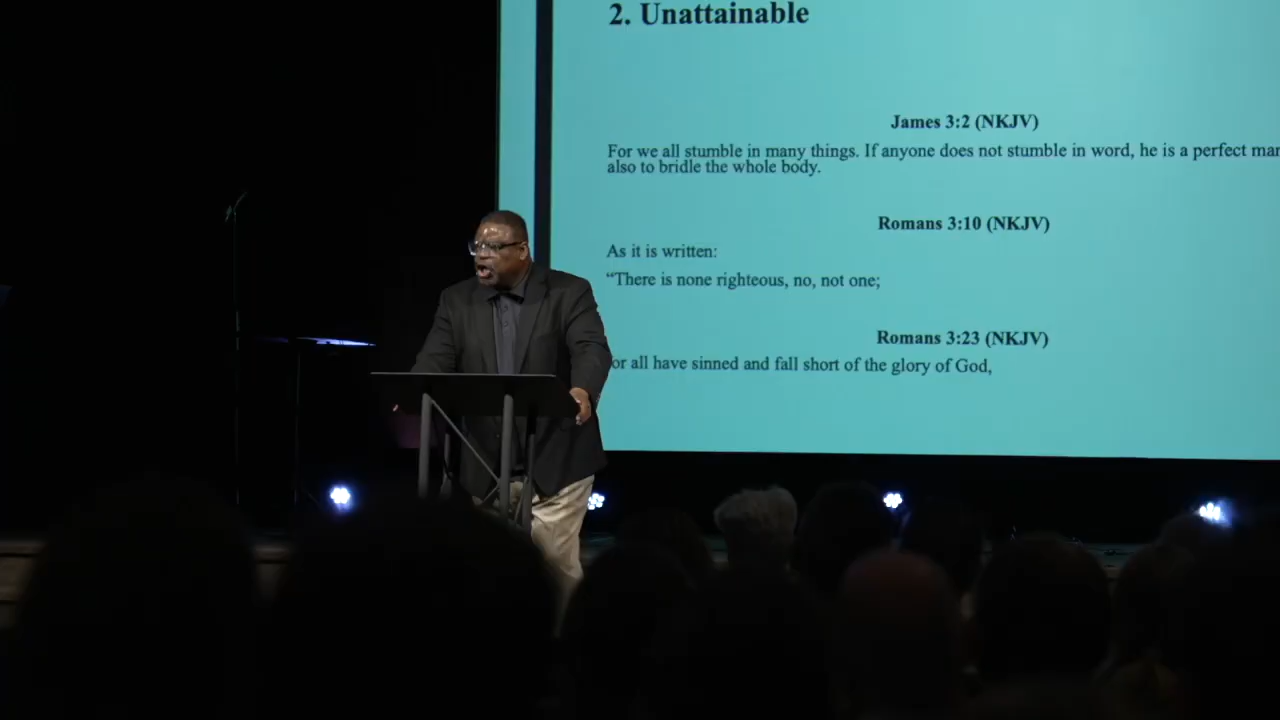 2. Unattainable
James 3:2 (NKJV)
For we all stumble in many things. If anyone does not stumble in word, he is a perfect
also to bridle the whole body.
Romans 3:10 (NKJV)
As it is written:
“There is none righteous, no, not one;
Romans 3:23 (NKJV)
or all have sinned and fall short of the glory of God,